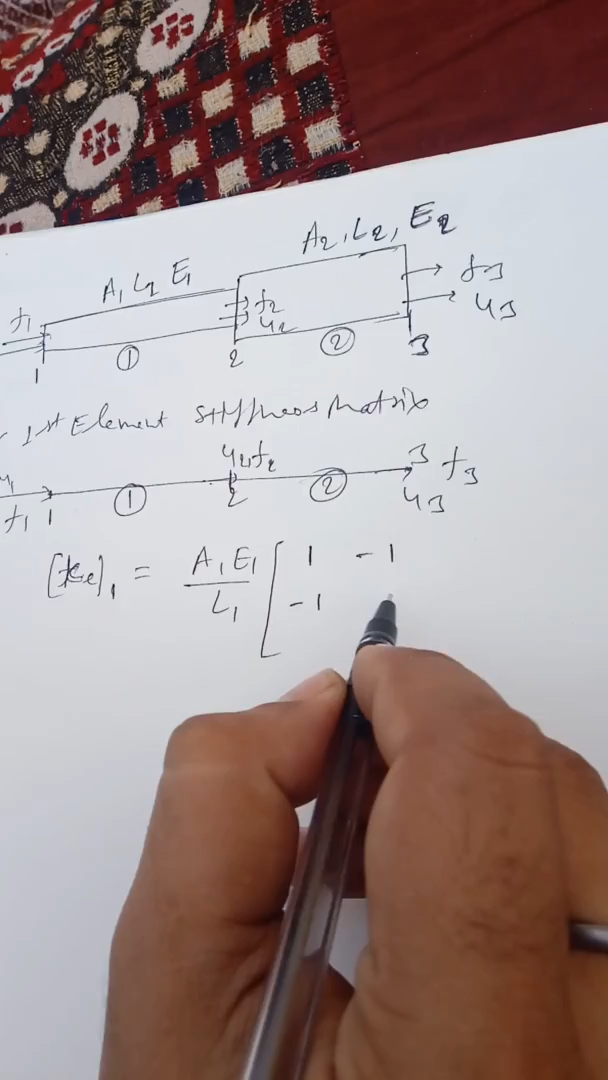 A₂, L₂, E₂
A₁ L₁ E₁
f₁
f₂
u₂
f₃
u₃
1
①
2
②
3
1st Element Stiffness Matrix
u₁
u₂ f₂
3 f₃
f₁ 1
①
2
②
u₃
[ke]₁ = A₁E₁ / L₁ [ 1 -1
-1